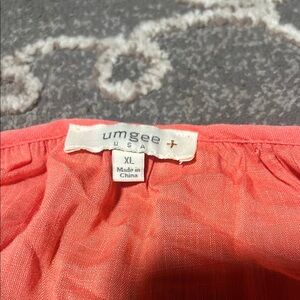 umgee +
USA
XL
Made in
China